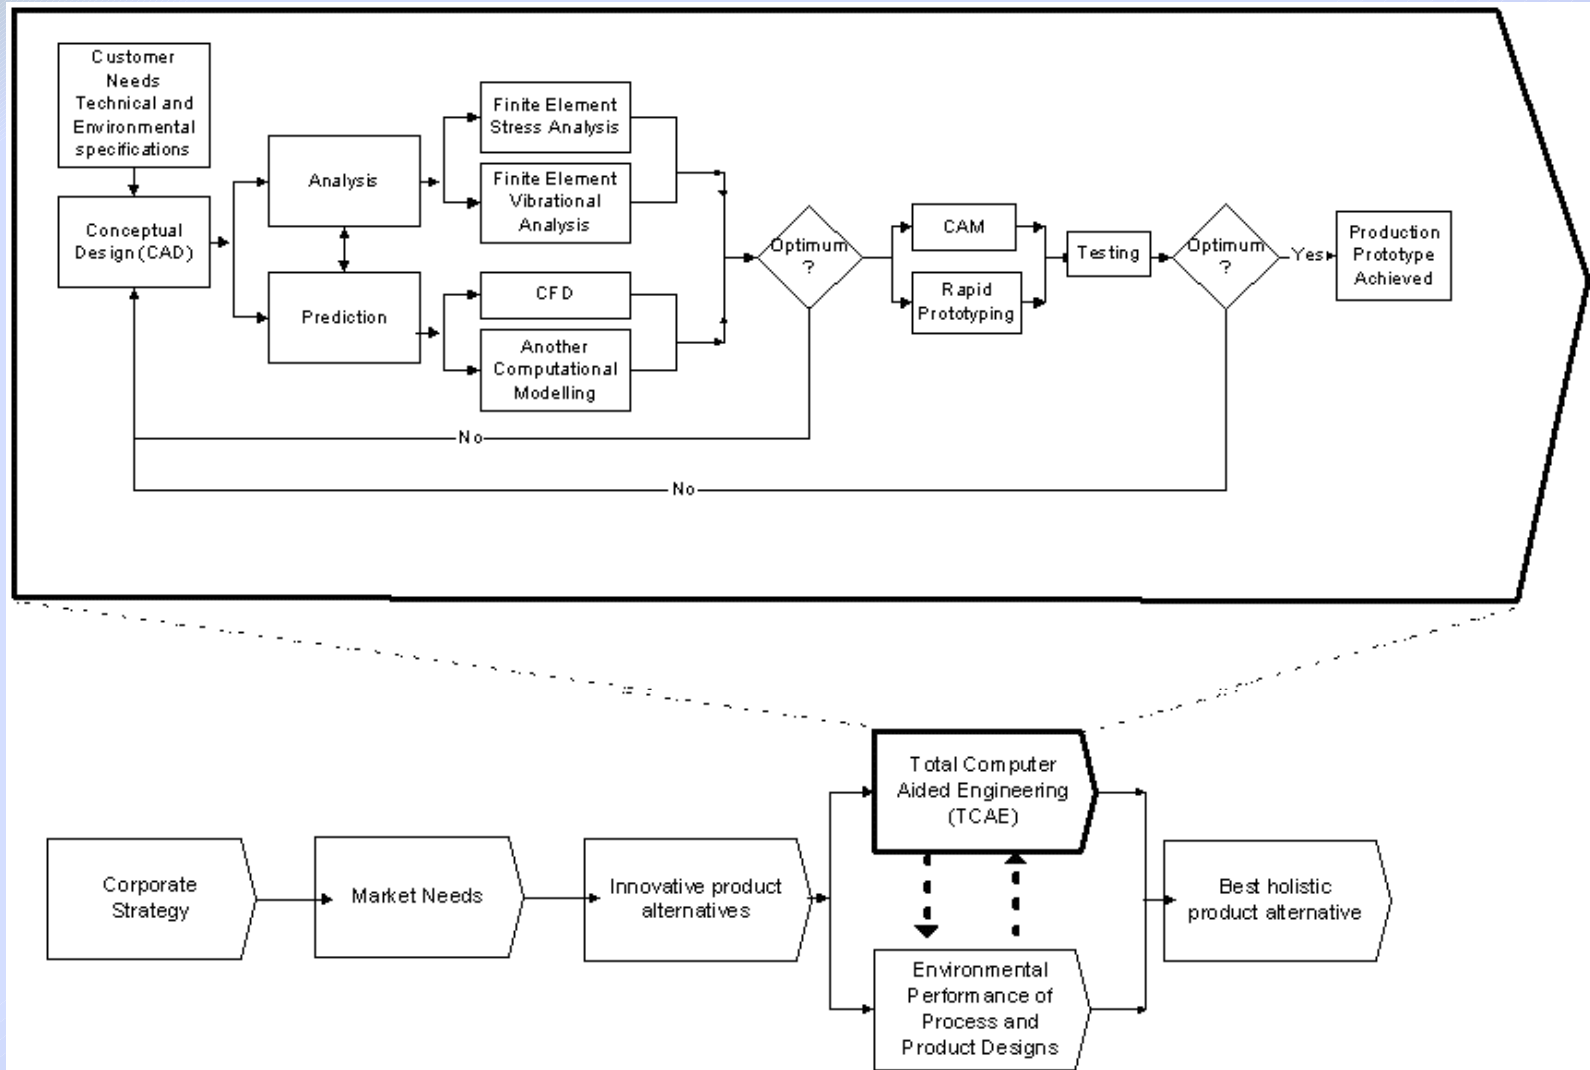 Customer
Needs
Technical and
Environmental
specifications
Conceptual
Design (CAD)
Analysis
Prediction
Finite Element
Stress Analysis
Finite Element
Vibrational
Analysis
CFD
Another
Computational
Modelling
Optimum
?
CAM
Rapid
Prototyping
Testing
Optimum
?
Yes
Production
Prototype
Achieved
No
No
Total Computer
Aided Engineering
(TCAE)
Corporate
Strategy
Market Needs
Innovative product
alternatives
Environmental
Performance of
Process and
Product Designs
Best holistic
product alternative